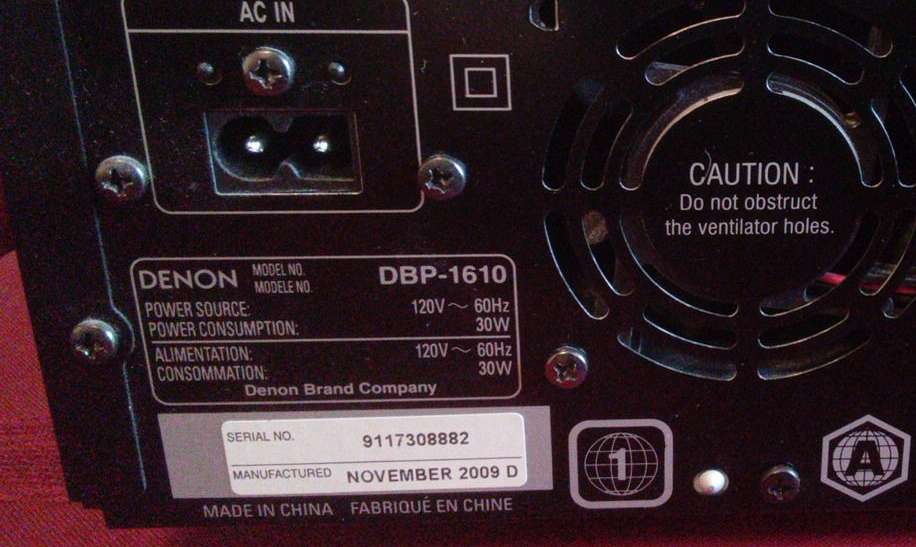 AC IN
CAUTION :
Do not obstruct
the ventilator holes.
DENON MODEL NO. MODELE NO. DBP-1610
POWER SOURCE: 120V ~ 60Hz
POWER CONSUMPTION: 30W
ALIMENTATION: 120V ~ 60Hz
CONSOMMATION: 30W
Denon Brand Company
SERIAL NO. 9117308882
MANUFACTURED NOVEMBER 2009 D
MADE IN CHINA FABRIQUÉ EN CHINE
1
A